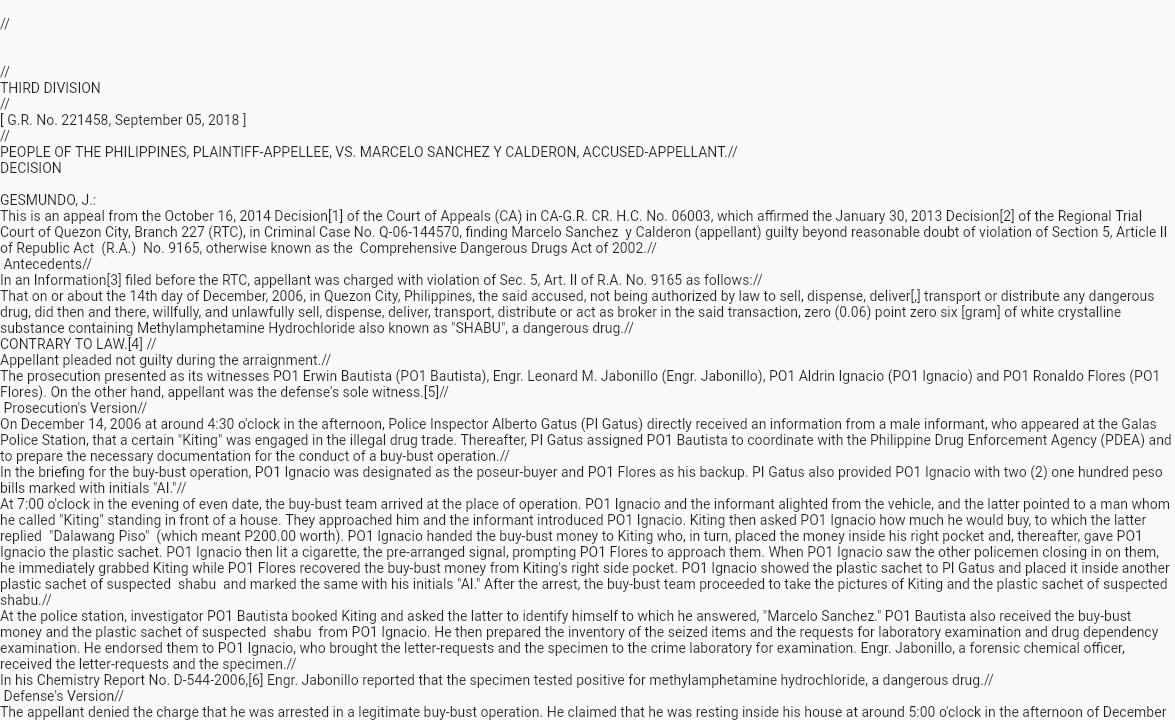 //
//
THIRD DIVISION
//
[ G.R. No. 221458, September 05, 2018 ]
//
PEOPLE OF THE PHILIPPINES, PLAINTIFF-APPELLEE, VS. MARCELO SANCHEZ Y CALDERON, ACCUSED-APPELLANT.//
DECISION
GESMUNDO, J.:
This is an appeal from the October 16, 2014 Decision[1] of the Court of Appeals (CA) in CA-G.R. CR. H.C. No. 06003, which affirmed the January 30, 2013 Decision[2] of the Regional Trial
Court of Quezon City, Branch 227 (RTC), in Criminal Case No. Q-06-144570, finding Marcelo Sanchez  y Calderon (appellant) guilty beyond reasonable doubt of violation of Section 5, Article II
of Republic Act  (R.A.)  No. 9165, otherwise known as the  Comprehensive Dangerous Drugs Act of 2002.//
Antecedents//
In an Information[3] filed before the RTC, appellant was charged with violation of Sec. 5, Art. II of R.A. No. 9165 as follows://
That on or about the 14th day of December, 2006, in Quezon City, Philippines, the said accused, not being authorized by law to sell, dispense, deliver[,] transport or distribute any dangerous
drug, did then and there, willfully, and unlawfully sell, dispense, deliver, transport, distribute or act as broker in the said transaction, zero (0.06) point zero six [gram] of white crystalline
substance containing Methylamphetamine Hydrochloride also known as "SHABU", a dangerous drug.//
CONTRARY TO LAW.[4] //
Appellant pleaded not guilty during the arraignment.//
The prosecution presented as its witnesses PO1 Erwin Bautista (PO1 Bautista), Engr. Leonard M. Jabonillo (Engr. Jabonillo), PO1 Aldrin Ignacio (PO1 Ignacio) and PO1 Ronaldo Flores (PO1
Flores). On the other hand, appellant was the defense's sole witness.[5]//
Prosecution's Version//
On December 14, 2006 at around 4:30 o'clock in the afternoon, Police Inspector Alberto Gatus (PI Gatus) directly received an information from a male informant, who appeared at the Galas
Police Station, that a certain "Kiting" was engaged in the illegal drug trade. Thereafter, PI Gatus assigned PO1 Bautista to coordinate with the Philippine Drug Enforcement Agency (PDEA) and
to prepare the necessary documentation for the conduct of a buy-bust operation.//
In the briefing for the buy-bust operation, PO1 Ignacio was designated as the poseur-buyer and PO1 Flores as his backup. PI Gatus also provided PO1 Ignacio with two (2) one hundred peso
bills marked with initials "AI."//
At 7:00 o'clock in the evening of even date, the buy-bust team arrived at the place of operation. PO1 Ignacio and the informant alighted from the vehicle, and the latter pointed to a man whom
he called "Kiting" standing in front of a house. They approached him and the informant introduced PO1 Ignacio. Kiting then asked PO1 Ignacio how much he would buy, to which the latter
replied  "Dalawang Piso"  (which meant P200.00 worth). PO1 Ignacio handed the buy-bust money to Kiting who, in turn, placed the money inside his right pocket and, thereafter, gave PO1
Ignacio the plastic sachet. PO1 Ignacio then lit a cigarette, the pre-arranged signal, prompting PO1 Flores to approach them. When PO1 Ignacio saw the other policemen closing in on them,
he immediately grabbed Kiting while PO1 Flores recovered the buy-bust money from Kiting's right side pocket. PO1 Ignacio showed the plastic sachet to PI Gatus and placed it inside another
plastic sachet of suspected  shabu  and marked the same with his initials "AI." After the arrest, the buy-bust team proceeded to take the pictures of Kiting and the plastic sachet of suspected
shabu.//
At the police station, investigator PO1 Bautista booked Kiting and asked the latter to identify himself to which he answered, "Marcelo Sanchez." PO1 Bautista also received the buy-bust
money and the plastic sachet of suspected  shabu  from PO1 Ignacio. He then prepared the inventory of the seized items and the requests for laboratory examination and drug dependency
examination. He endorsed them to PO1 Ignacio, who brought the letter-requests and the specimen to the crime laboratory for examination. Engr. Jabonillo, a forensic chemical officer,
received the letter-requests and the specimen.//
In his Chemistry Report No. D-544-2006,[6] Engr. Jabonillo reported that the specimen tested positive for methylamphetamine hydrochloride, a dangerous drug.//
Defense's Version//
The appellant denied the charge that he was arrested in a legitimate buy-bust operation. He claimed that he was resting inside his house at around 5:00 o'clock in the afternoon of December